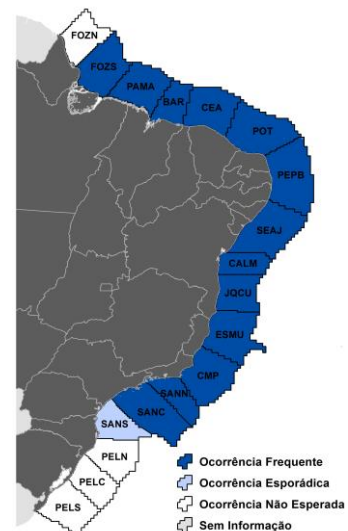 FOZN
FOZS
PAMA
BAR
CEA
POT
PEPB
SEAJ
CALM
JQCU
ESMU
CMP
SANN
SANC
SANS
PELN
PELC
PELS
Ocorrência Frequente
Ocorrência Esporádica
Ocorrência Não Esperada
Sem Informação